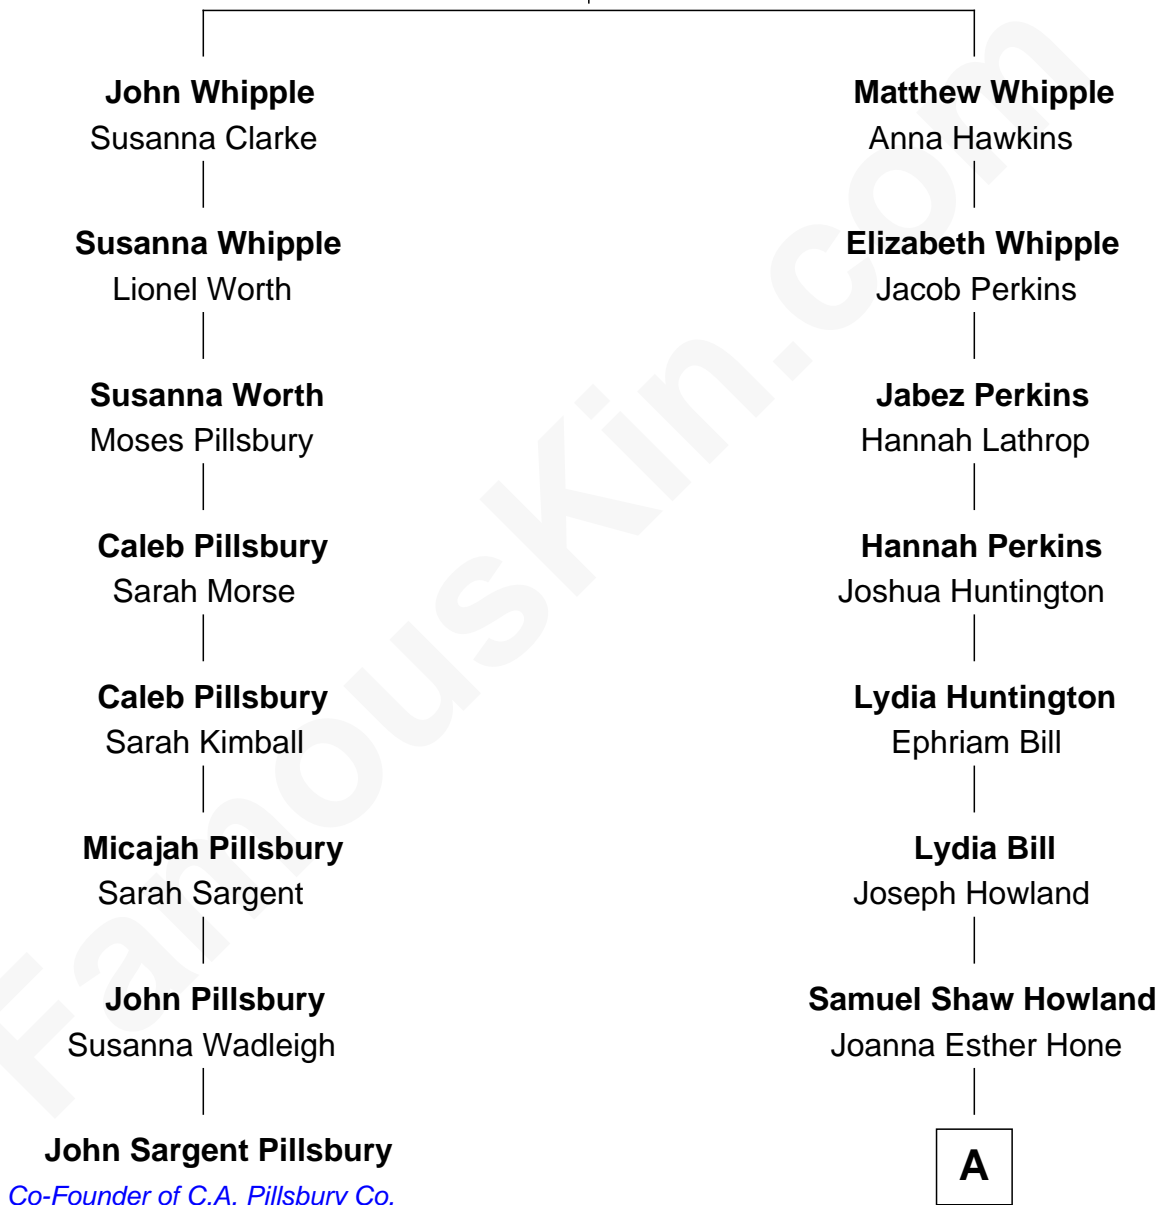 John Whipple
Susanna Clarke
Susanna Whipple
Lionel Worth
Susanna Worth
Moses Pillsbury
Caleb Pillsbury
Sarah Morse
Caleb Pillsbury
Sarah Kimball
Micajah Pillsbury
Sarah Sargent
John Pillsbury
Susanna Wadleigh
John Sargent Pillsbury
Co-Founder of C.A. Pillsbury Co.
Matthew Whipple
Anna Hawkins
Elizabeth Whipple
Jacob Perkins
Jabez Perkins
Hannah Lathrop
Hannah Perkins
Joshua Huntington
Lydia Huntington
Ephriam Bill
Lydia Bill
Joseph Howland
Samuel Shaw Howland
Joanna Esther Hone
A
FamousKin.com